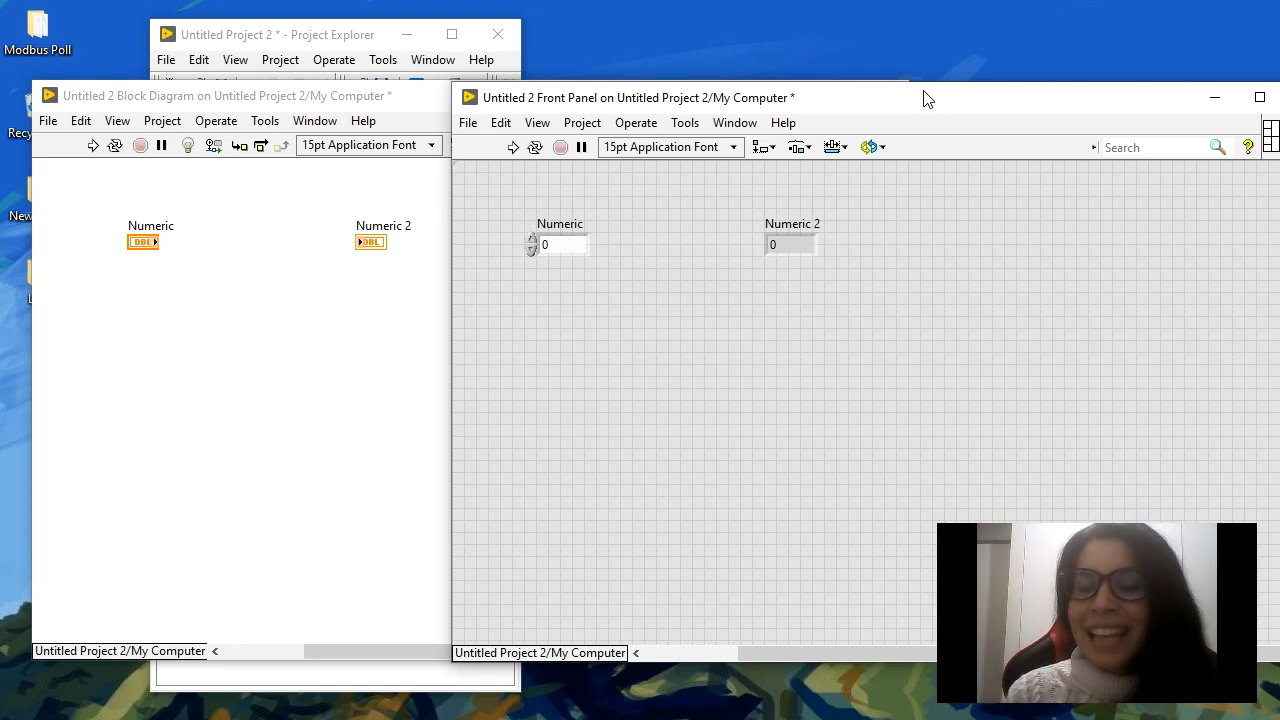 Modbus Poll
Recy
New
Untitled Project 2 * - Project Explorer
File Edit View Project Operate Tools Window Help
Untitled 2 Block Diagram on Untitled Project 2/My Computer *
File Edit View Project Operate Tools Window Help
15pt Application Font
Numeric
DBL
Numeric 2
DBL
Untitled Project 2/My Computer
Untitled 2 Front Panel on Untitled Project 2/My Computer *
File Edit View Project Operate Tools Window Help
15pt Application Font
Search
?
Numeric
0
Numeric 2
0
Untitled Project 2/My Computer